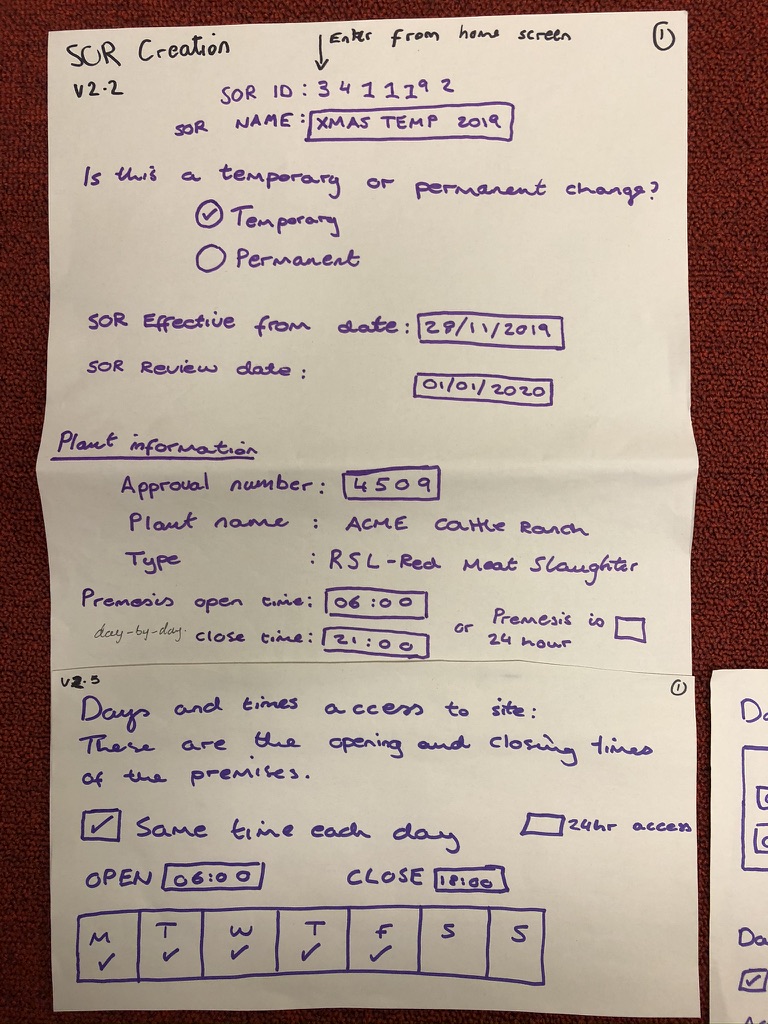 SOR Creation
↓ Enter from home screen
1
V2.2
SOR ID: 3411192
SOR NAME: XMAS TEMP 2019
Is this a temporary or permanent change?
Temporary
Permanent
SOR Effective from date: 28/11/2019
SOR Review date:
01/01/2020
Plant information
Approval number: 4509
Plant name : ACME Cattle Ranch
Type : RSL-Red Meat Slaughter
Premesis open time: 06:00
or Premesis is 24 hour
day-by-day. close time: 21:00
V2.5
1
Days and times access to site:
These are the opening and closing times
of the premises.
Same time each day
24hr access
OPEN 06:00 CLOSE 18:00
M T W T F S S
Da
Da